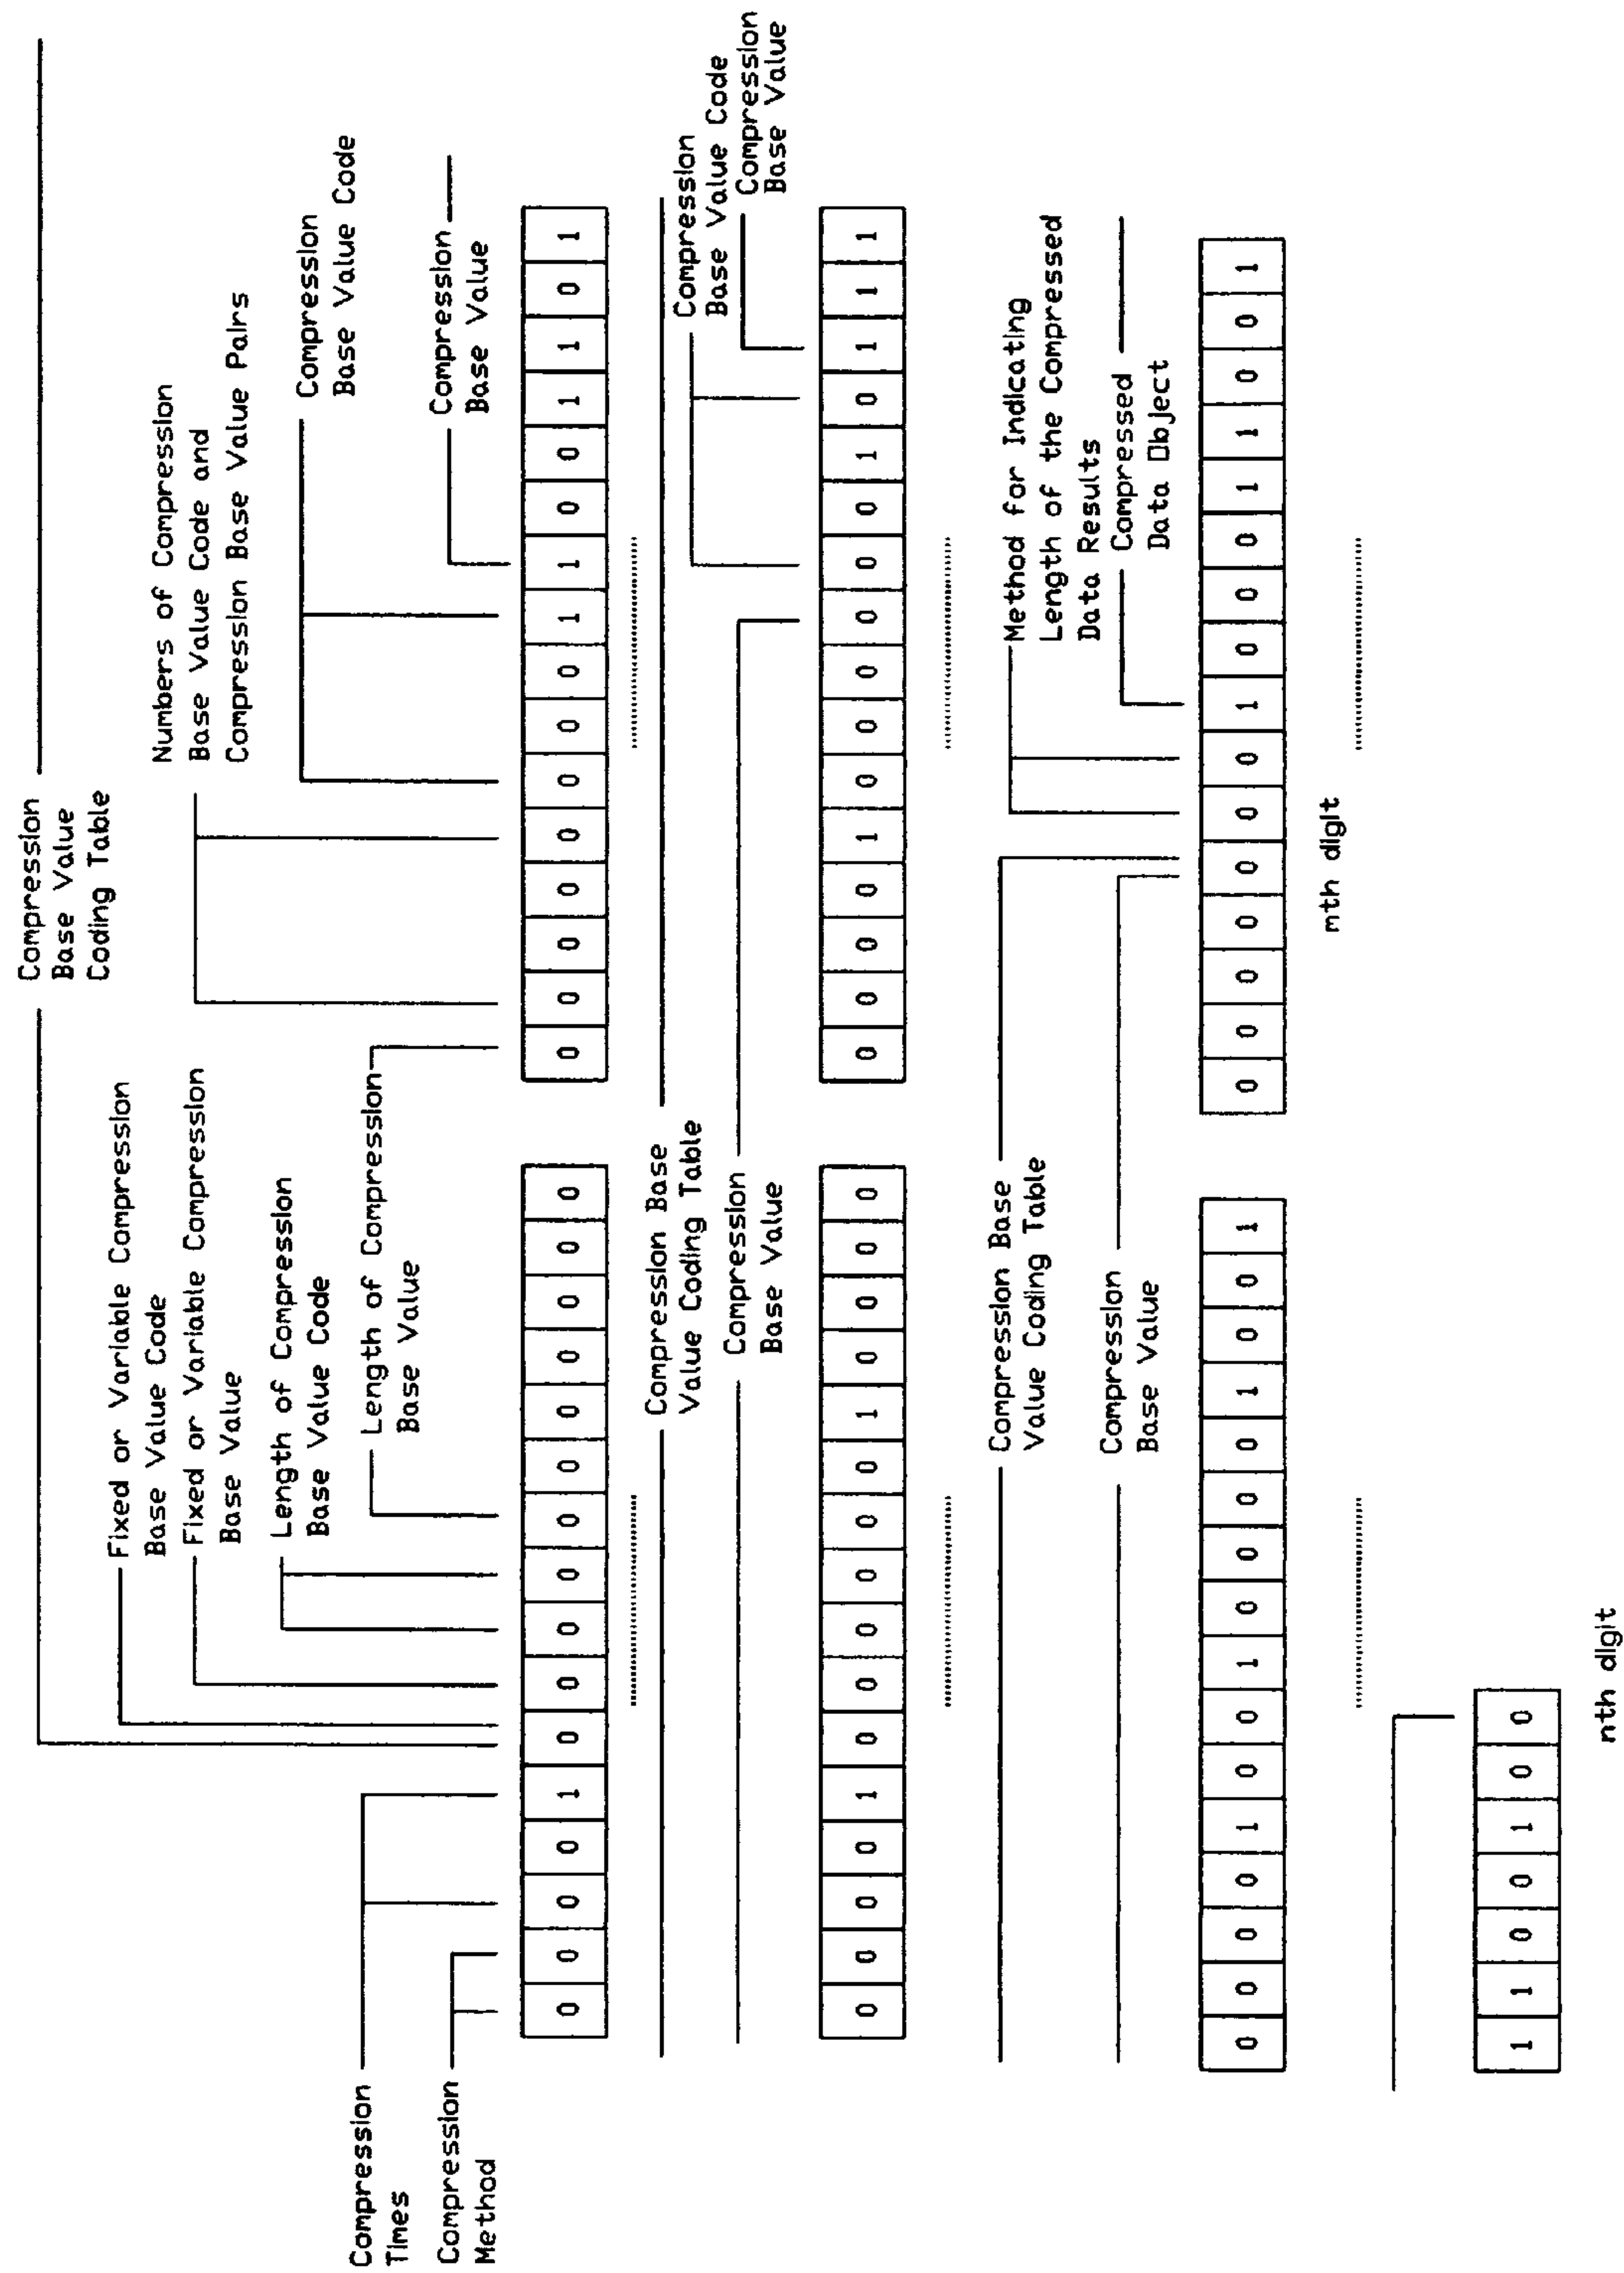 Compression
Base Value
Coding Table
Fixed or Variable Compression
Base Value Code
Fixed or Variable Compression
Base Value
Numbers of Compression
Base Value Code and
Compression Base Value Pairs
Length of Compression
Base Value Code
Compression
Base Value Code
Compression
Times
Length of Compression
Base Value
Compression
Method
Compression
Base Value
0 0 0 0 1 0 0 0 0 0 0 0 0 0 0 0
0 0 0 0 0 0 0 0 1 1 0 0 1 1 0 1
Compression Base
Value Coding Table
Compression
Base Value Code
Compression
Base Value
Compression
Base Value
0 0 0 0 1 0 0 0 0 0 0 1 0 0 0 0
0 0 0 0 1 0 0 0 0 0 0 1 0 1 1 1
Compression Base
Value Coding Table
Method for Indicating
Length of the Compressed
Data Results
Compression
Base Value
Compressed
Data Object
0 0 0 0 1 0 0 1 0 0 0 0 1 0 0 1
0 0 0 0 0 0 0 1 0 0 0 1 1 0 0 1
mth digit
1 1 0 0 1 0 0
nth digit